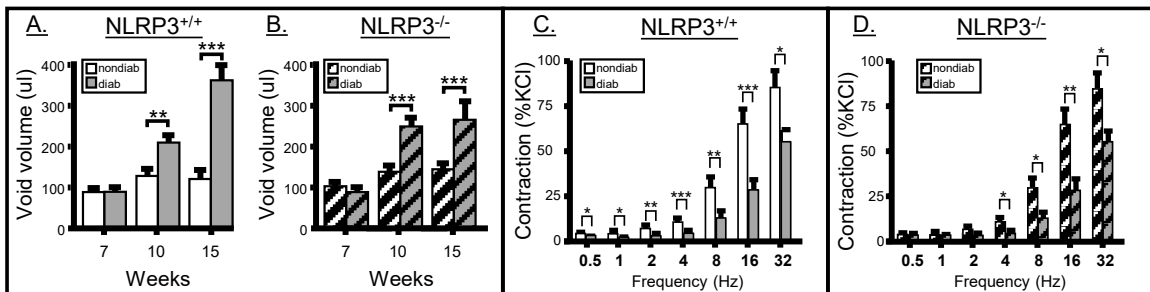 A. NLRP3+/+
nondiab
diab
**
***
Void volume (ul)
400
300
200
100
0
7 10 15
Weeks
B. NLRP3-/-
nondiab
diab
***
***
Void volume (ul)
400
300
200
100
0
7 10 15
Weeks
C. NLRP3+/+
nondiab
diab
* * ** *** ** *** *
Contraction (%KCl)
100
75
50
25
0
0.5 1 2 4 8 16 32
Frequency (Hz)
D. NLRP3-/-
nondiab
diab
* * ** *
Contraction (%KCl)
100
75
50
25
0
0.5 1 2 4 8 16 32
Frequency (Hz)